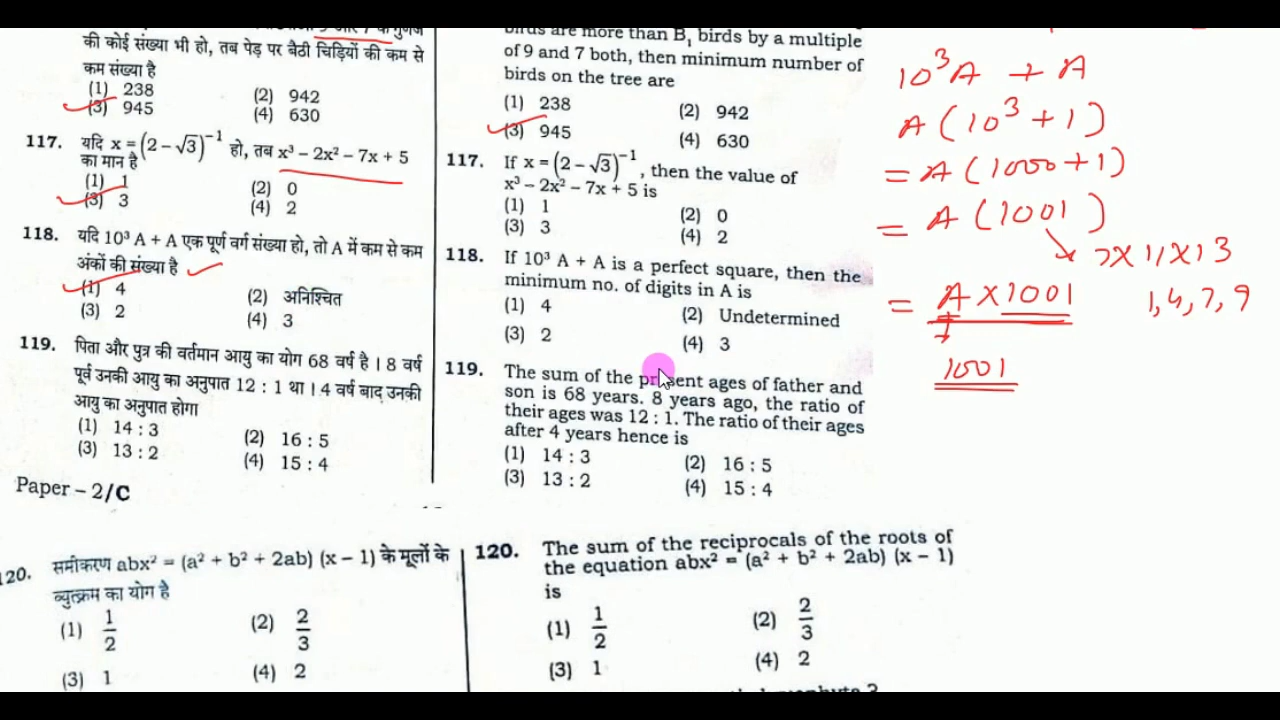 की कोई संख्या भी हो, तब पेड़ पर बैठी चिड़ियों की कम से
कम संख्या है
(1) 238
(2) 942
(3) 945
(4) 630
117. यदि x = (2 – √3)⁻¹ हो, तब x³ – 2x² – 7x + 5
का मान है
(1) 1
(2) 0
(3) 3
(4) 2
118. यदि 10³ A + A एक पूर्ण वर्ग संख्या हो, तो A में कम से कम
अंकों की संख्या है
(1) 4
(2) अनिश्चित
(3) 2
(4) 3
119. पिता और पुत्र की वर्तमान आयु का योग 68 वर्ष है । 8 वर्ष
पूर्व उनकी आयु का अनुपात 12 : 1 था । 4 वर्ष बाद उनकी
आयु का अनुपात होगा
(1) 14 : 3
(2) 16 : 5
(3) 13 : 2
(4) 15 : 4
Paper – 2/C
birds are more than B₁ birds by a multiple
of 9 and 7 both, then minimum number of
birds on the tree are
(1) 238
(2) 942
(3) 945
(4) 630
117. If x = (2 – √3)⁻¹, then the value of
x³ – 2x² – 7x + 5 is
(1) 1
(2) 0
(3) 3
(4) 2
118. If 10³ A + A is a perfect square, then the
minimum no. of digits in A is
(1) 4
(2) Undetermined
(3) 2
(4) 3
119. The sum of the present ages of father and
son is 68 years. 8 years ago, the ratio of
their ages was 12 : 1. The ratio of their ages
after 4 years hence is
(1) 14 : 3
(2) 16 : 5
(3) 13 : 2
(4) 15 : 4
10³A + A
A(10³ + 1)
= A(1000+1)
= A(1001)
7×11×13
= A×1001
1,4,7,9
1001
120. समीकरण abx² = (a² + b² + 2ab) (x – 1) के मूलों के
व्युत्क्रम का योग है
(1) 1/2
(2) 2/3
(3) 1
(4) 2
120. The sum of the reciprocals of the roots of
the equation abx² = (a² + b² + 2ab) (x – 1)
is
(1) 1/2
(2) 2/3
(3) 1
(4) 2